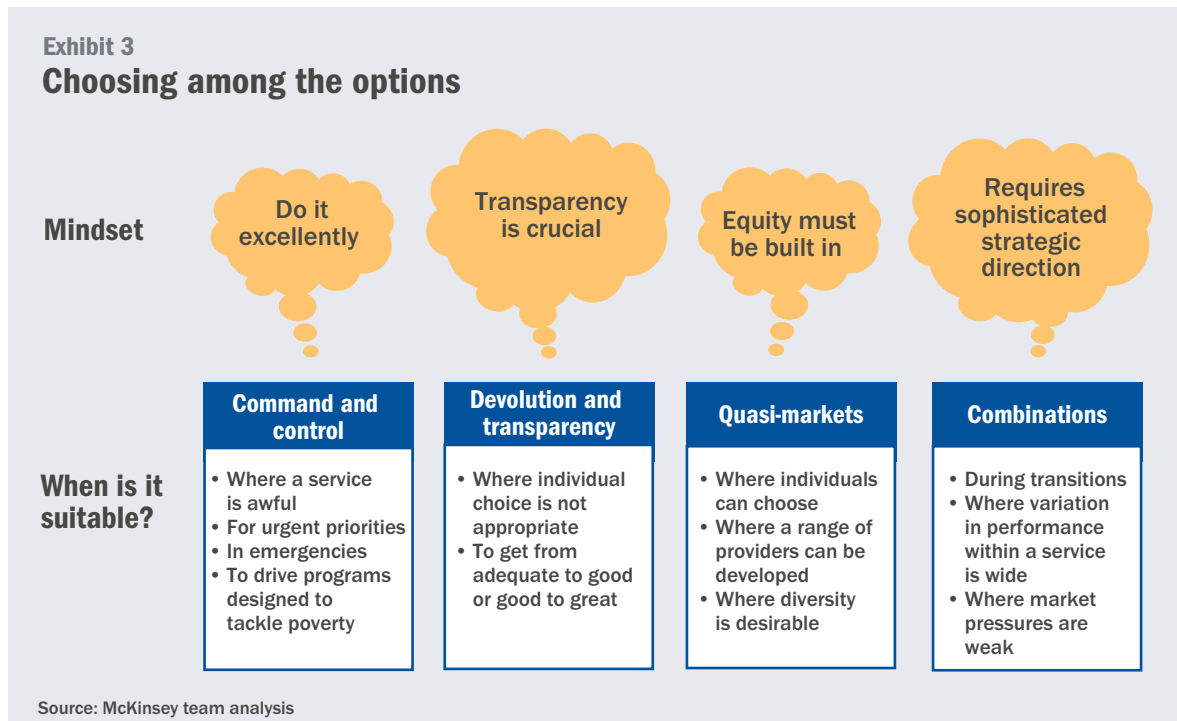 Exhibit 3
Choosing among the options
Mindset
Do it
excellently
Transparency
is crucial
Equity must
be built in
Requires
sophisticated
strategic
direction
When is it
suitable?
Command and
control
• Where a service
is awful
• For urgent priorities
• In emergencies
• To drive programs
designed to
tackle poverty
Devolution and
transparency
• Where individual
choice is not
appropriate
• To get from
adequate to good
or good to great
Quasi-markets
• Where individuals
can choose
• Where a range of
providers can be
developed
• Where diversity
is desirable
Combinations
• During transitions
• Where variation
in performance
within a service
is wide
• Where market
pressures are
weak
Source: McKinsey team analysis